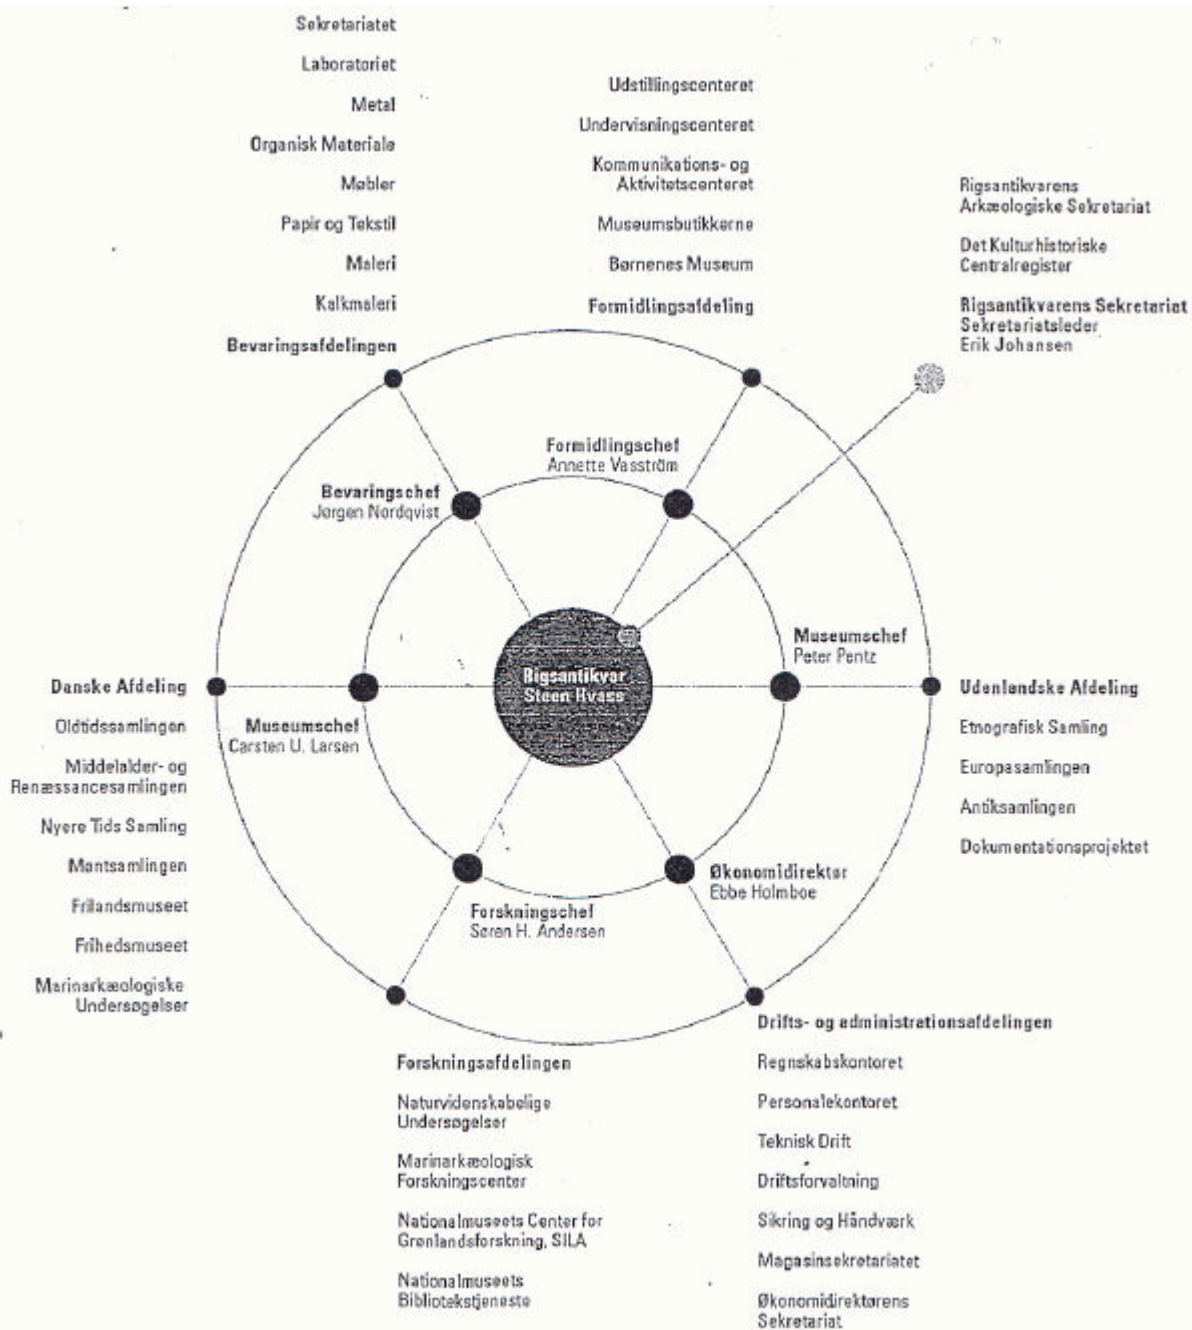 Sekretariatet
Laboratoriet
Metal
Organisk Materiale
Møbler
Papir og Tekstil
Maleri
Kalkmaleri
Bevaringsafdelingen
Udstillingscenteret
Undervisningscenteret
Kommunikations- og
Aktivitetscenteret
Museumsbutikkerne
Børnenes Museum
Formidlingsafdeling
Rigsantikvarens
Arkæologiske Sekretariat
Det Kulturhistoriske
Centralregister
Rigsantikvarens Sekretariat
Sekretariatsleder
Erik Johansen
Formidlingschef
Annette Vasström
Bevaringschef
Jørgen Nordqvist
Museumschef
Peter Pentz
Rigsantikvar
Steen Hvass
Museumschef
Carsten U. Larsen
Økonomidirektør
Ebbe Holmboe
Forskningschef
Søren H. Andersen
Danske Afdeling
Oldtidssamlingen
Middelalder- og
Renæssancesamlingen
Nyere Tids Samling
Møntsamlingen
Frilandsmuseet
Frihedsmuseet
Marinarkæologiske
Undersøgelser
Udenlandske Afdeling
Etnografisk Samling
Europasamlingen
Antiksamlingen
Dokumentationsprojektet
Forskningsafdelingen
Naturvidenskabelige
Undersøgelser
Marinarkæologisk
Forskningscenter
Nationalmuseets Center for
Grønlandsforskning, SILA
Nationalmuseets
Bibliotekstjeneste
Drifts- og administrationsafdelingen
Regnskabskontoret
Personalekontoret
Teknisk Drift
Driftsforvaltning
Sikring og Håndværk
Magasinsekretariatet
Økonomidirektørens
Sekretariat